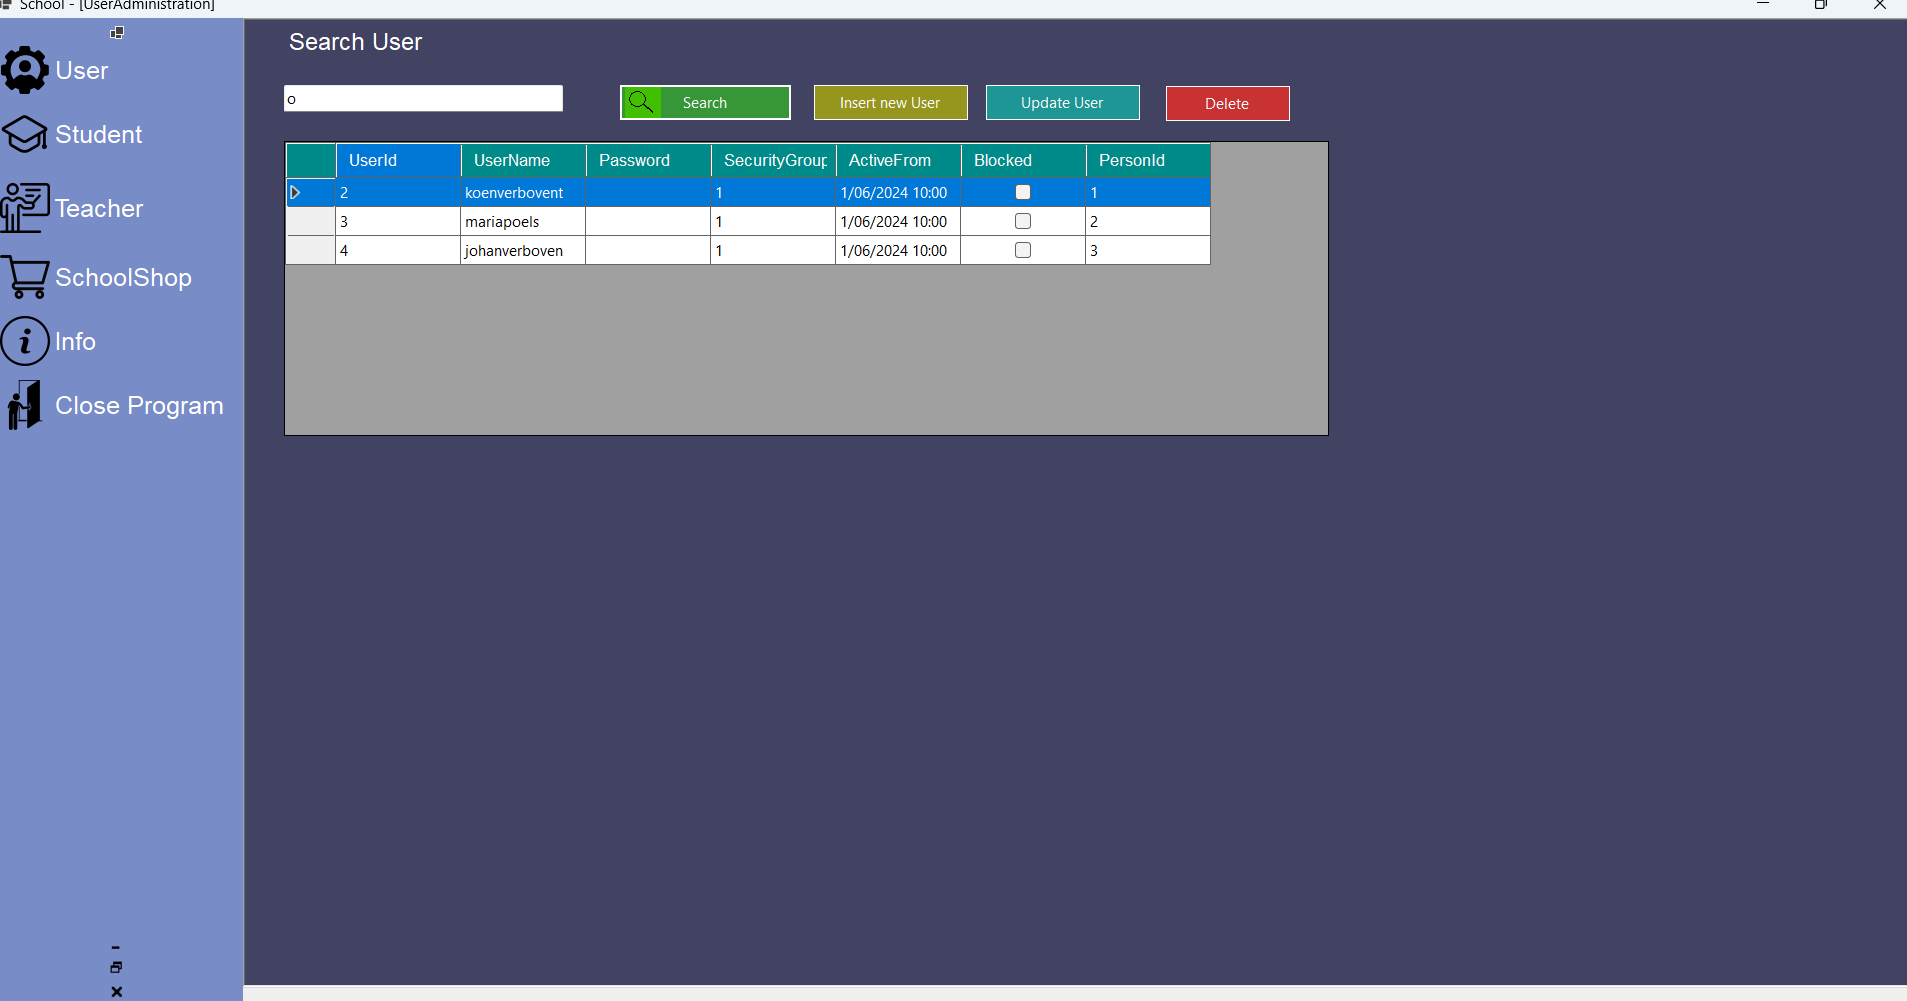 School - [UserAdministration]
User
Student
Teacher
SchoolShop
Info
Close Program
Search User
o
Search
Insert new User
Update User
Delete
UserId UserName Password SecurityGroup ActiveFrom Blocked PersonId
2 koenverbovent 1 1/06/2024 10:00 1
3 mariapoels 1 1/06/2024 10:00 2
4 johanverboven 1 1/06/2024 10:00 3